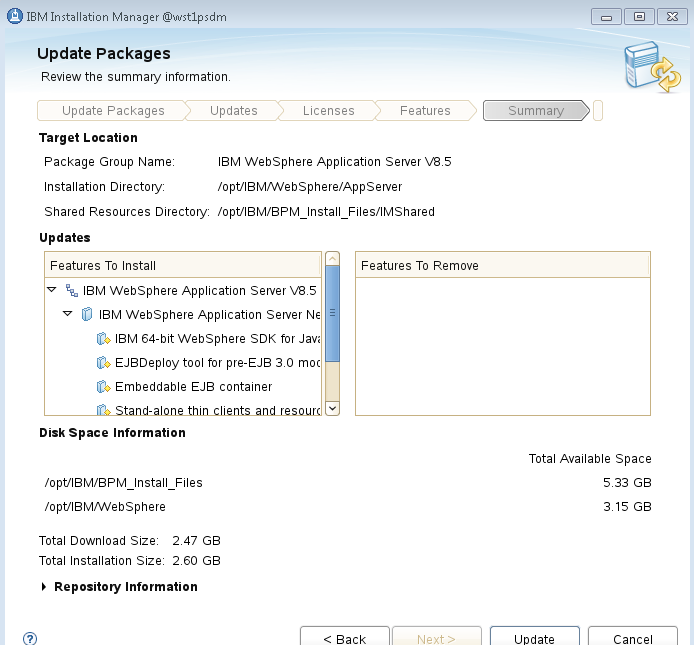 IBM Installation Manager @wst1psdm
Update Packages
Review the summary information.
Update Packages Updates Licenses Features Summary
Target Location
Package Group Name: IBM WebSphere Application Server V8.5
Installation Directory: /opt/IBM/WebSphere/AppServer
Shared Resources Directory: /opt/IBM/BPM_Install_Files/IMShared
Updates
Features To Install Features To Remove
IBM WebSphere Application Server V8.5
IBM WebSphere Application Server Ne
IBM 64-bit WebSphere SDK for Java
EJBDeploy tool for pre-EJB 3.0 mod
Embeddable EJB container
Stand-alone thin clients and resourc
Disk Space Information
Total Available Space
/opt/IBM/BPM_Install_Files 5.33 GB
/opt/IBM/WebSphere 3.15 GB
Total Download Size: 2.47 GB
Total Installation Size: 2.60 GB
Repository Information
? < Back Next > Update Cancel